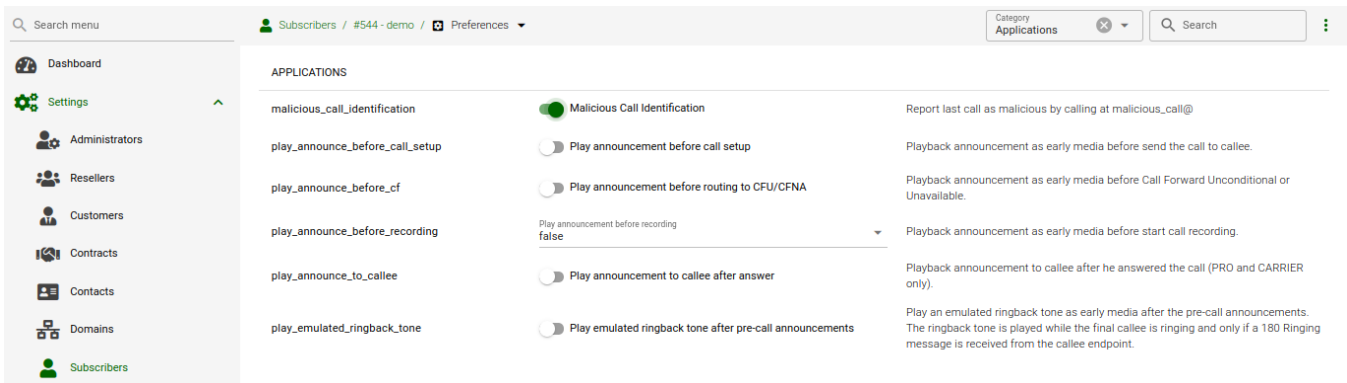 Search menu
Subscribers / #544 - demo / Preferences
Category
Applications
Search
Dashboard
Settings
Administrators
Resellers
Customers
Contracts
Contacts
Domains
Subscribers
APPLICATIONS
malicious_call_identification
Malicious Call Identification
Report last call as malicious by calling at malicious_call@
play_announce_before_call_setup
Play announcement before call setup
Playback announcement as early media before send the call to callee.
play_announce_before_cf
Play announcement before routing to CFU/CFNA
Playback announcement as early media before Call Forward Unconditional or
Unavailable.
play_announce_before_recording
Play announcement before recording
false
Playback announcement as early media before start call recording.
play_announce_to_callee
Play announcement to callee after answer
Playback announcement to callee after he answered the call (PRO and CARRIER
only).
play_emulated_ringback_tone
Play emulated ringback tone after pre-call announcements
Play an emulated ringback tone as early media after the pre-call announcements.
The ringback tone is played while the final callee is ringing and only if a 180 Ringing
message is received from the callee endpoint.